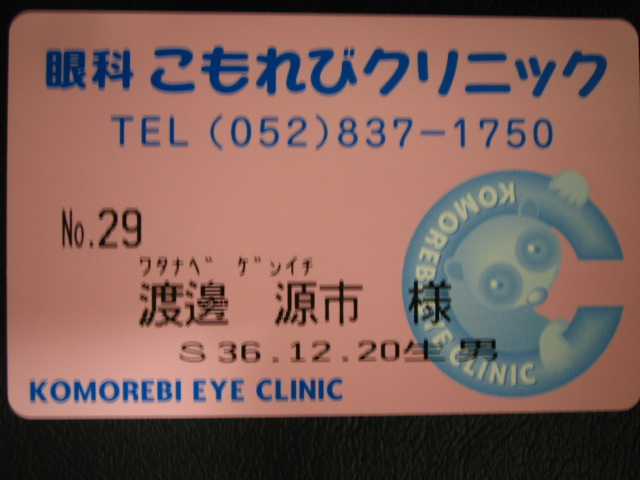 眼科 こもれびクリニック
TEL (052)837-1750
No.29
ワタナベ ゲンイチ
渡邊 源市 様
S 36.12.20生 男
KOMOREBI EYE CLINIC
KOMOREBI EYE CLINIC